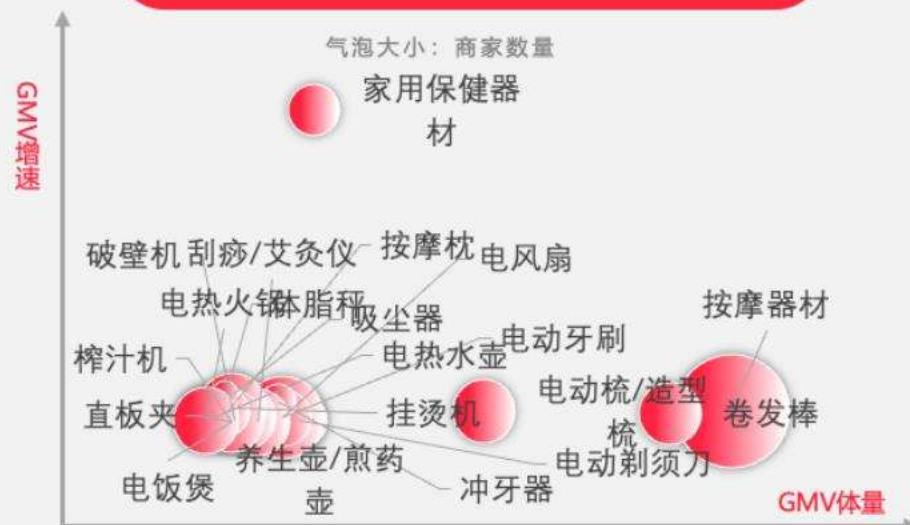 气泡大小：商家数量
家用保健器
材
GMV增速
破壁机
刮痧/艾灸仪
按摩枕
电风扇
电热火锅
体脂秤
吸尘器
按摩器材
榨汁机
电热水壶
电动牙刷
直板夹
挂烫机
电动梳/造型
梳
卷发棒
养生壶/煎药
壶
电动剃须刀
电饭煲
冲牙器
GMV体量